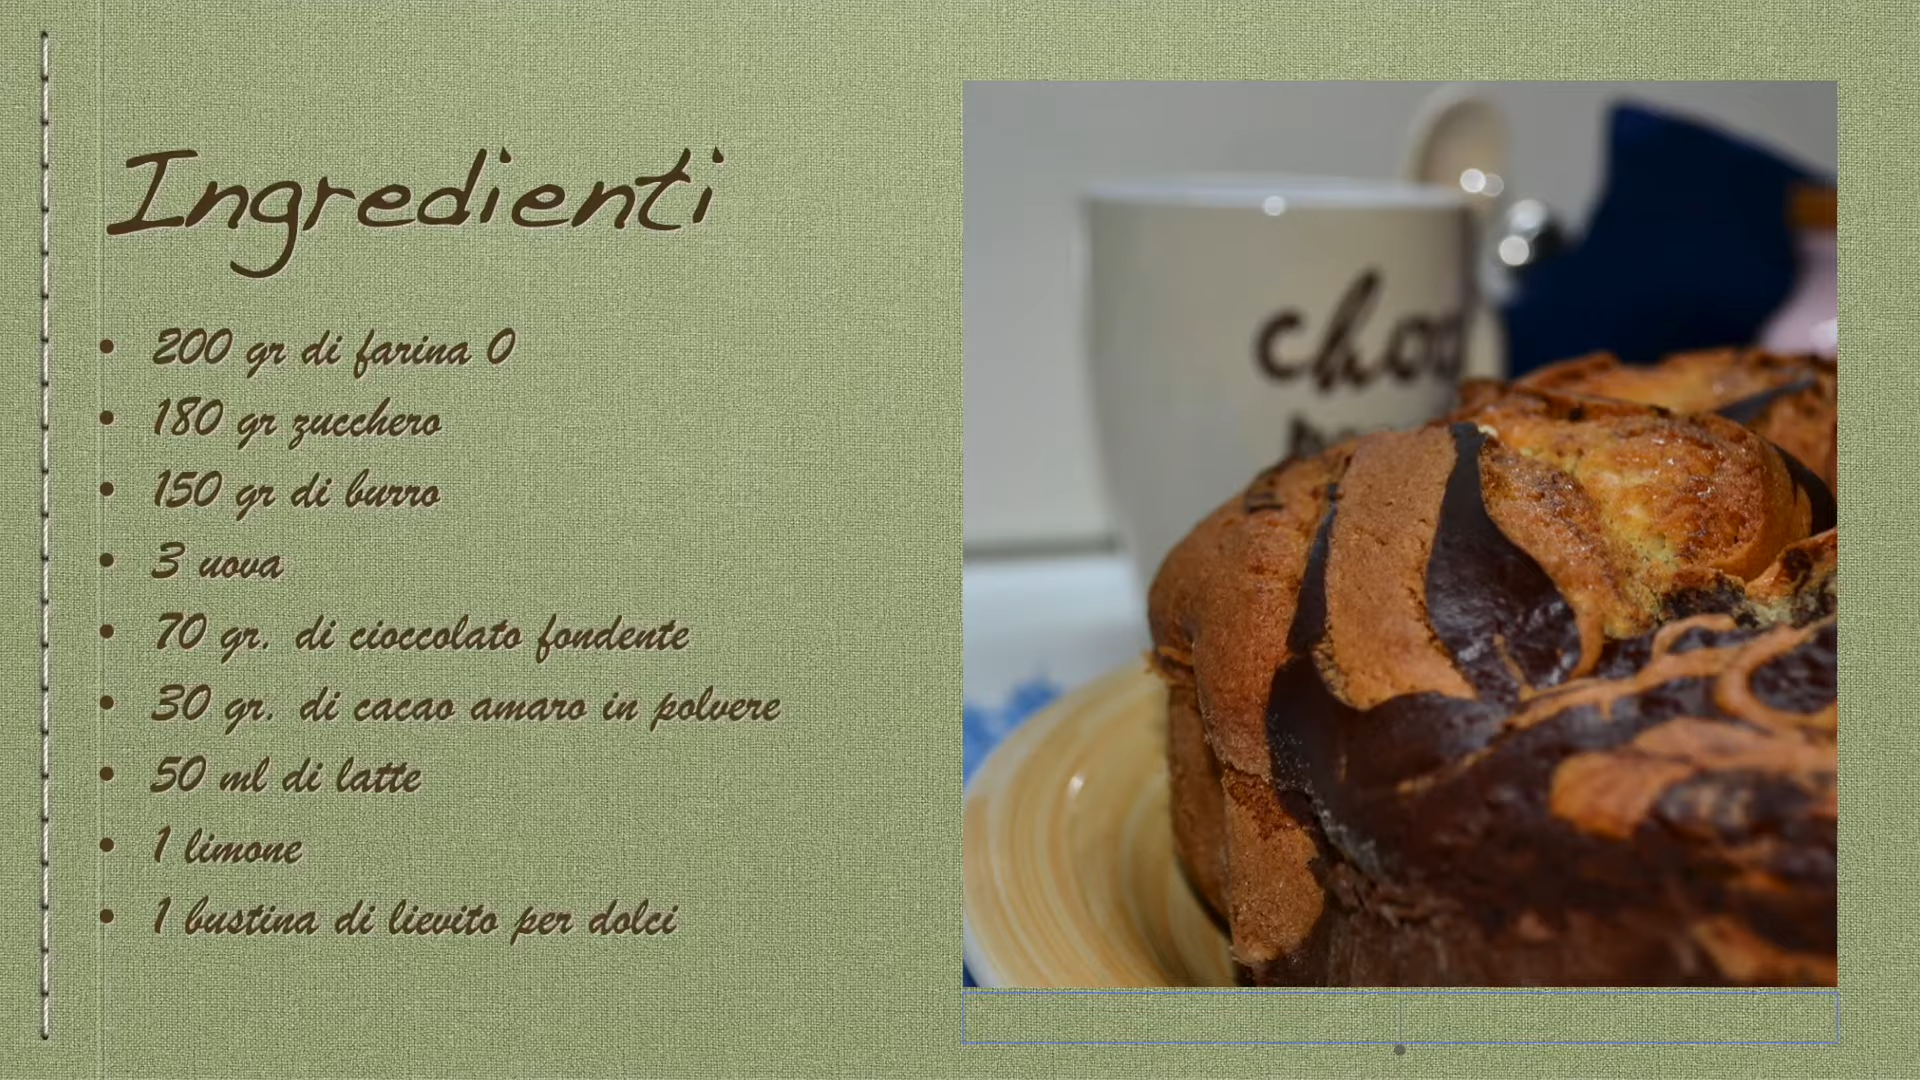 Ingredienti
• 200 gr di farina 0
• 180 gr zucchero
• 150 gr di burro
• 3 uova
• 70 gr. di cioccolato fondente
• 30 gr. di cacao amaro in polvere
• 50 ml di latte
• 1 limone
• 1 bustina di lievito per dolci